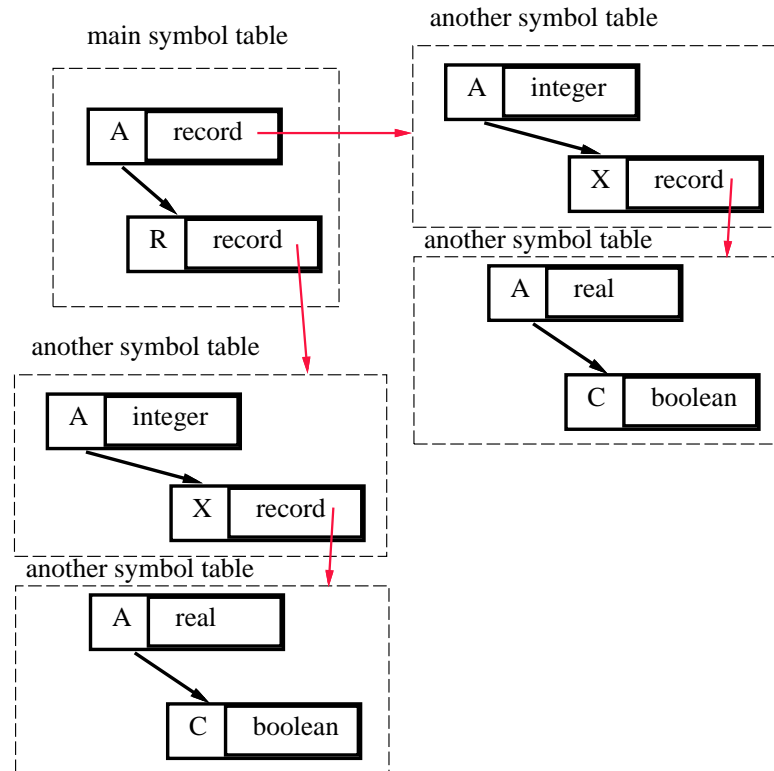 main symbol table
A record
R record
another symbol table
A integer
X record
another symbol table
A real
C boolean
another symbol table
A integer
X record
another symbol table
A real
C boolean